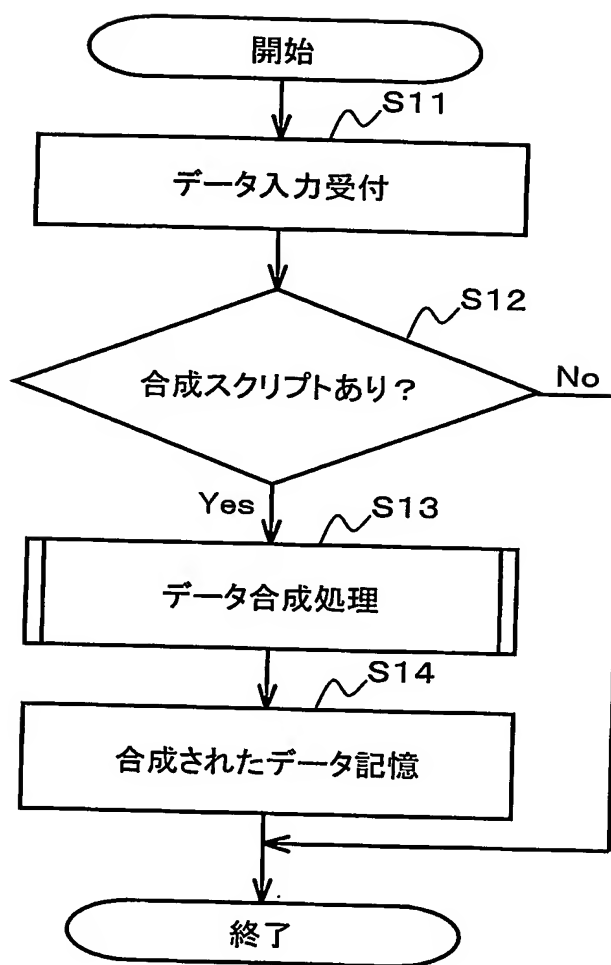 開始
S11
データ入力受付
S12
合成スクリプトあり？
No
Yes
S13
データ合成処理
S14
合成されたデータ記憶
終了